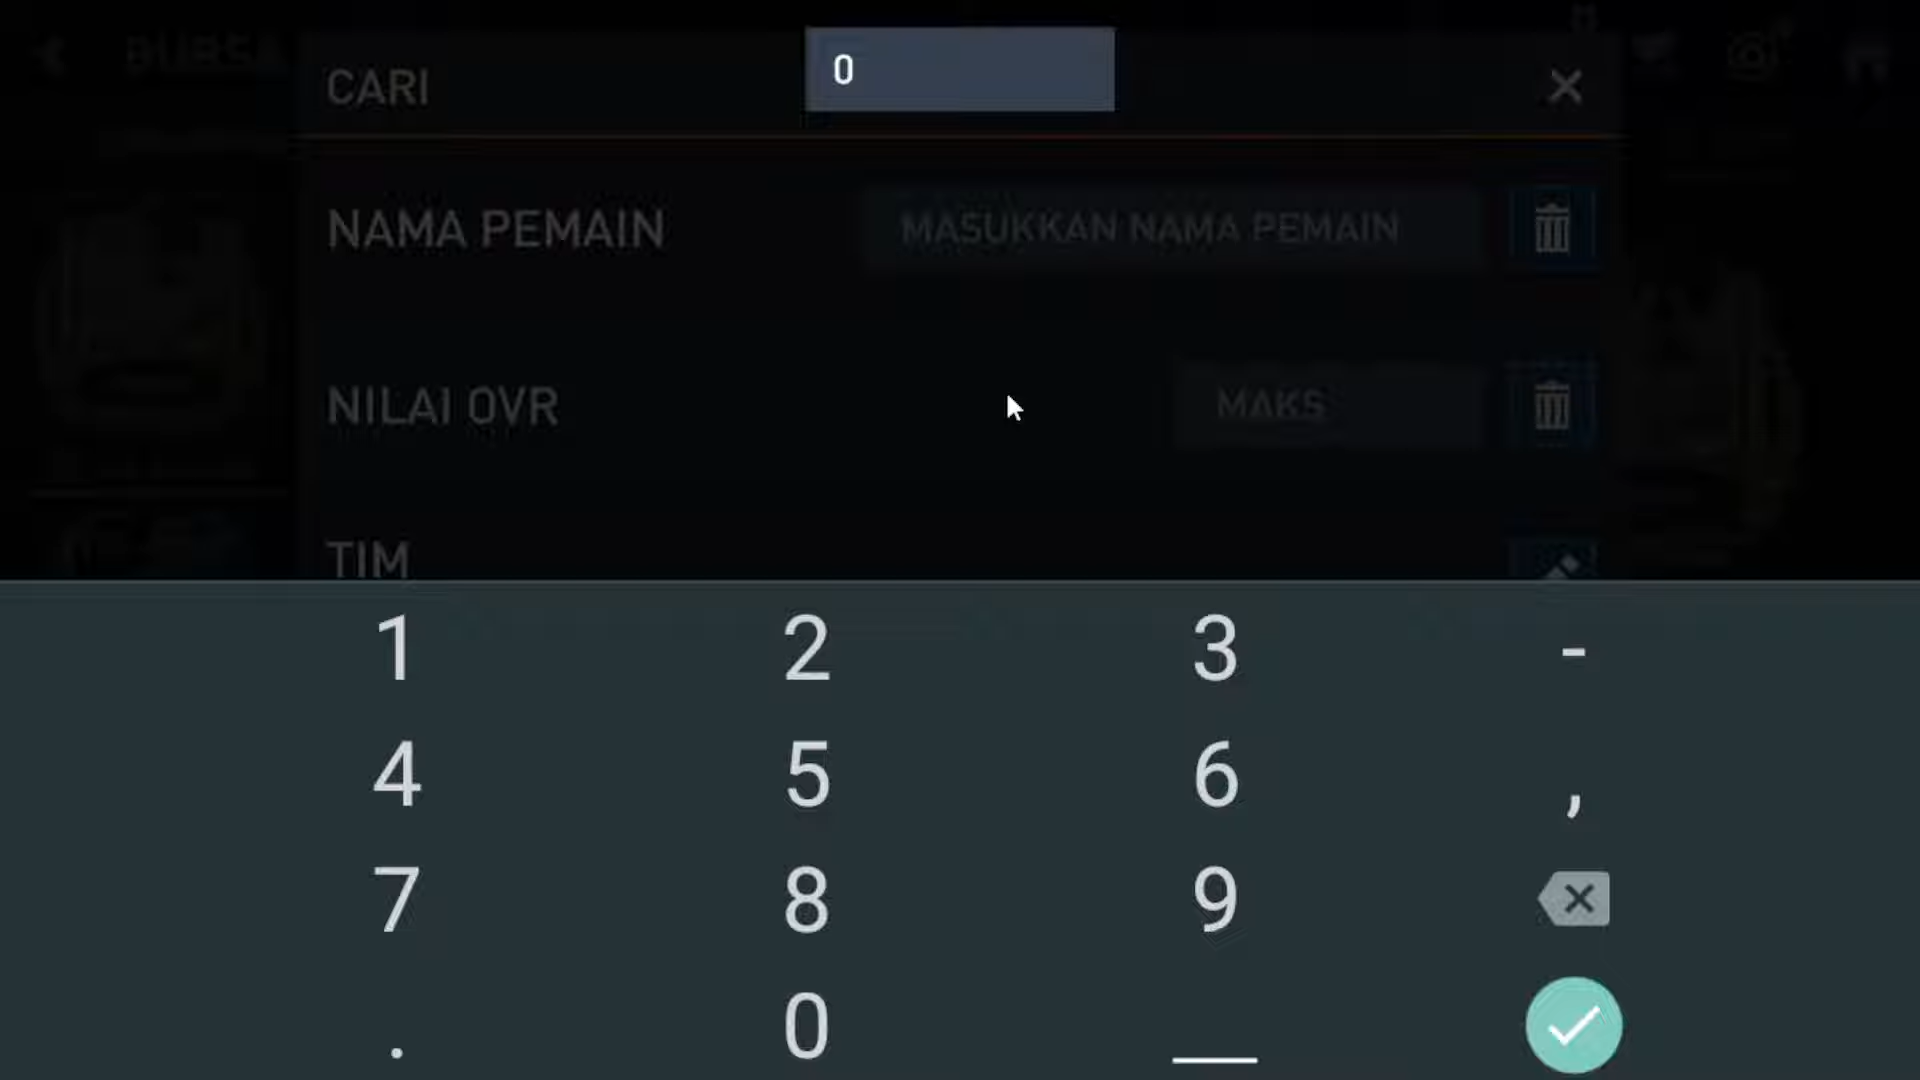 BURSA
CARI
0
NAMA PEMAIN
MASUKKAN NAMA PEMAIN
NILAI OVR
MAKS
TIM
1 2 3 -
4 5 6 ,
7 8 9
. 0